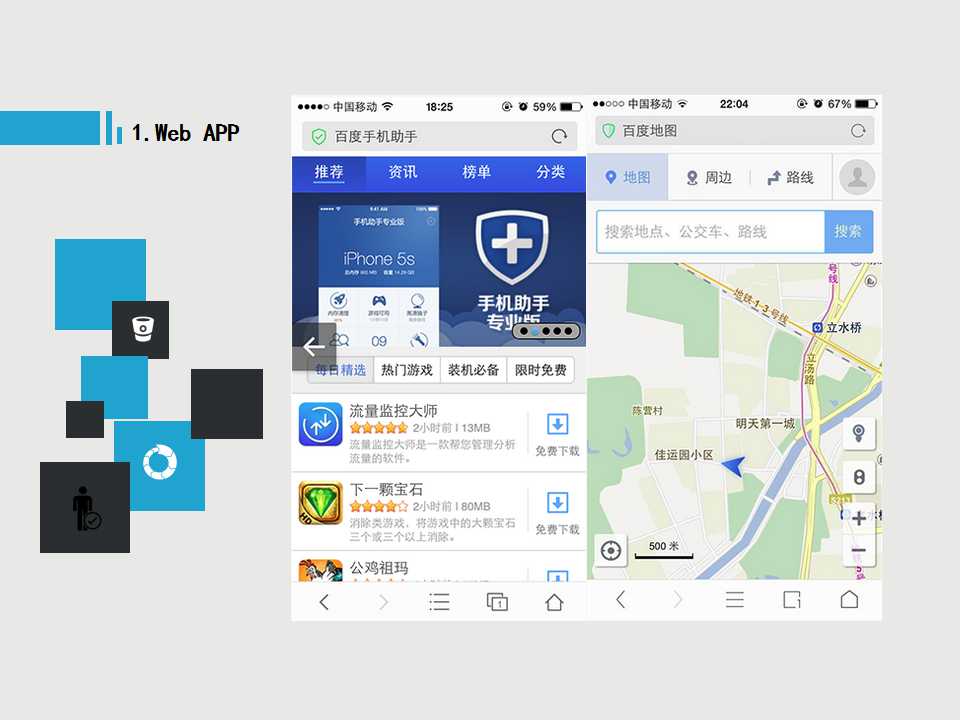 1.Web APP
中国移动 18:25 59%
百度手机助手
推荐 资讯 榜单 分类
手机助手专业版
iPhone 5s
手机助手
专业版
09
每日精选 热门游戏 装机必备 限时免费
流量监控大师
2小时前 | 13MB
流量监控大师是一款帮您管理分析
流量的软件。
免费下载
下一颗宝石
HD
2小时前 | 80MB
消除类游戏，将游戏中的大颗宝石
三个或三个以上消除。
免费下载
公鸡祖玛
1
中国移动 22:04 67%
百度地图
地图 周边 路线
搜索地点、公交车、路线 搜索
号线
地铁1-3号线
立水桥
立汤路
陈营村
明天第一城
佳运园小区
500 米
5号
1